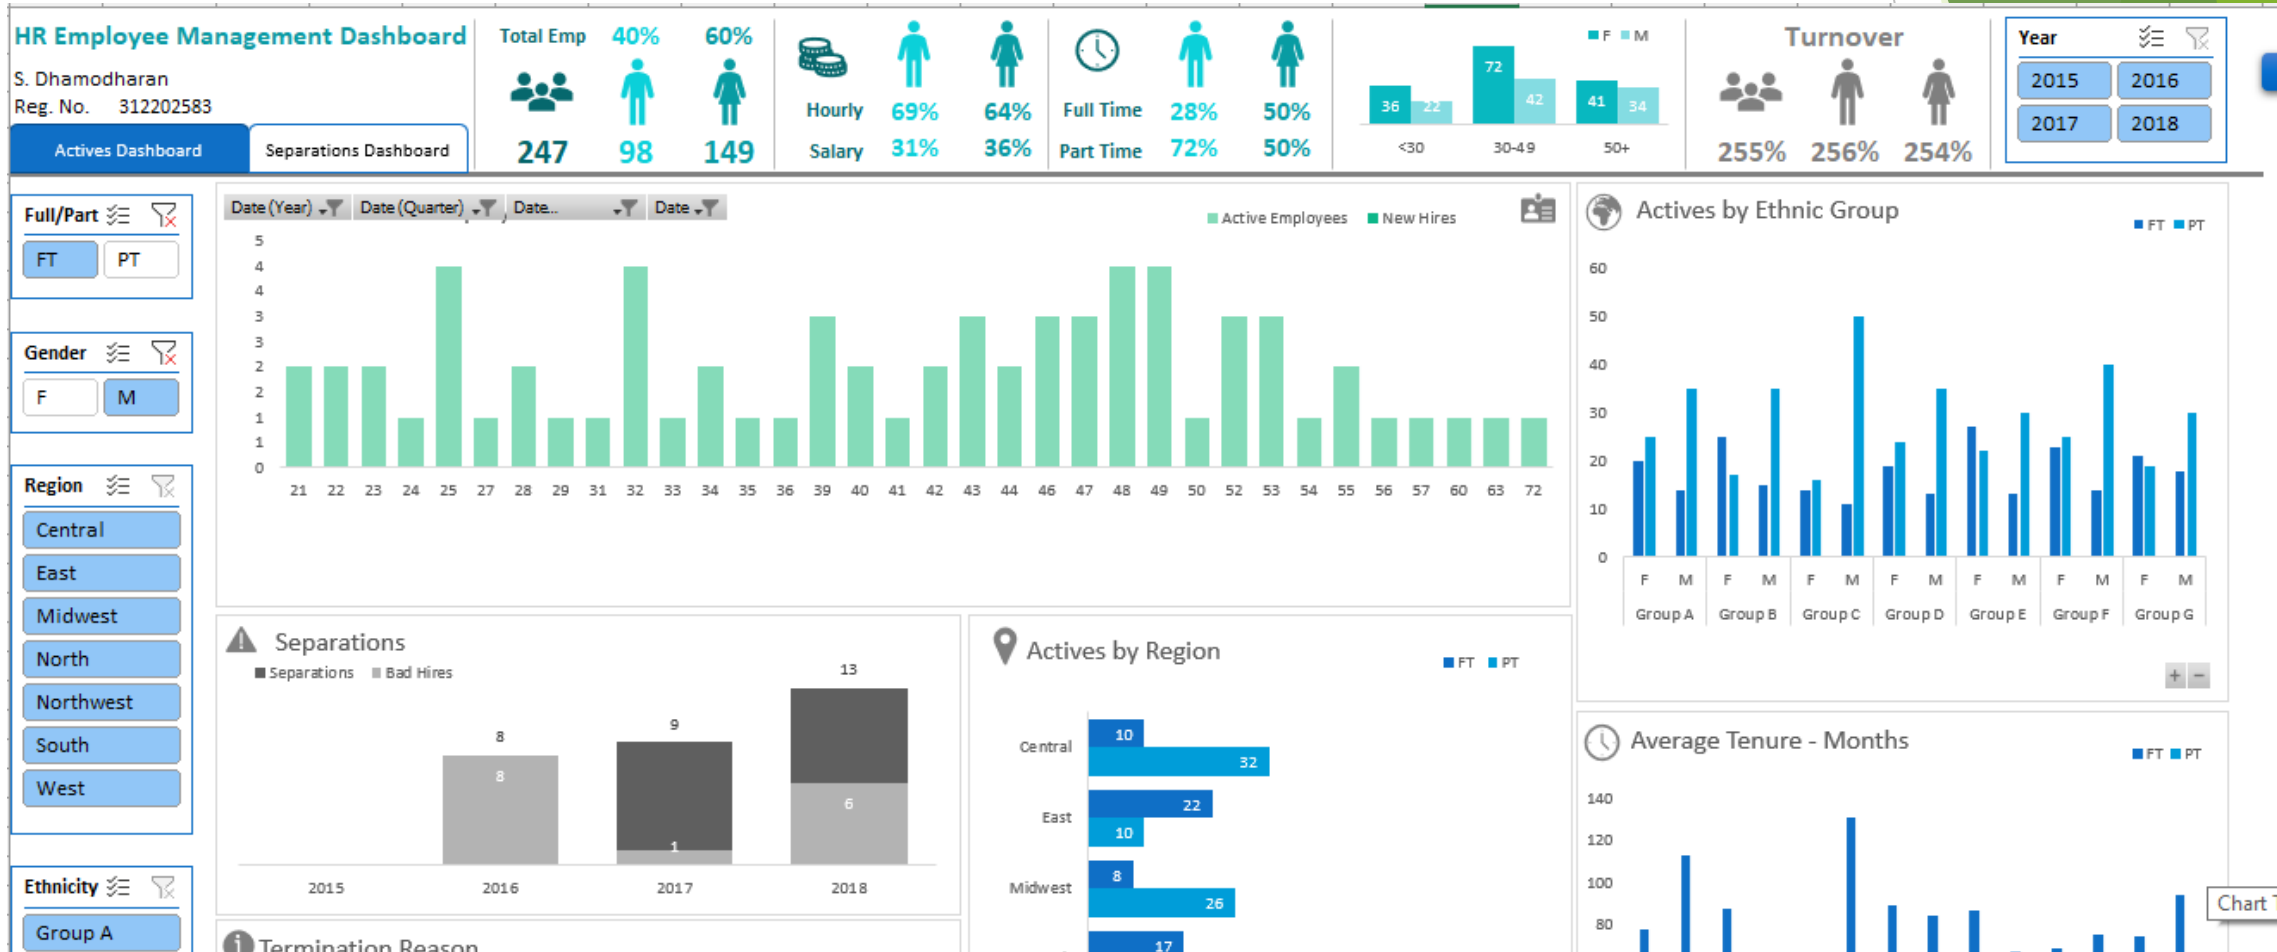 HR Employee Management Dashboard
S. Dhamodharan
Reg. No. 312202583
Actives Dashboard
Separations Dashboard
Total Emp 40% 60%
247 98 149
Hourly 69% 64%
Salary 31% 36%
Full Time 28% 50%
Part Time 72% 50%
F M
36 22 72 42 41 34
<30 30-49 50+
Turnover
255% 256% 254%
Year
2015 2016
2017 2018
Full/Part
FT PT
Gender
F M
Region
Central
East
Midwest
North
Northwest
South
West
Ethnicity
Group A
Date (Year) Date (Quarter) Date... Date
Active Employees New Hires
5
4
4
3
3
2
2
1
1
0
21 22 23 24 25 27 28 29 31 32 33 34 35 36 39 40 41 42 43 44 46 47 48 49 50 52 53 54 55 56 57 60 63 72
Actives by Ethnic Group
FT PT
60
50
40
30
20
10
0
F M F M F M F M F M F M F M
Group A Group B Group C Group D Group E Group F Group G
+ −
Separations
Separations Bad Hires
8 9 13
8 1 6
2015 2016 2017 2018
Actives by Region
FT PT
Central 10
32
East 22
10
Midwest 8
26
17
Average Tenure - Months
FT PT
140
120
100
80
Chart
Termination Reason